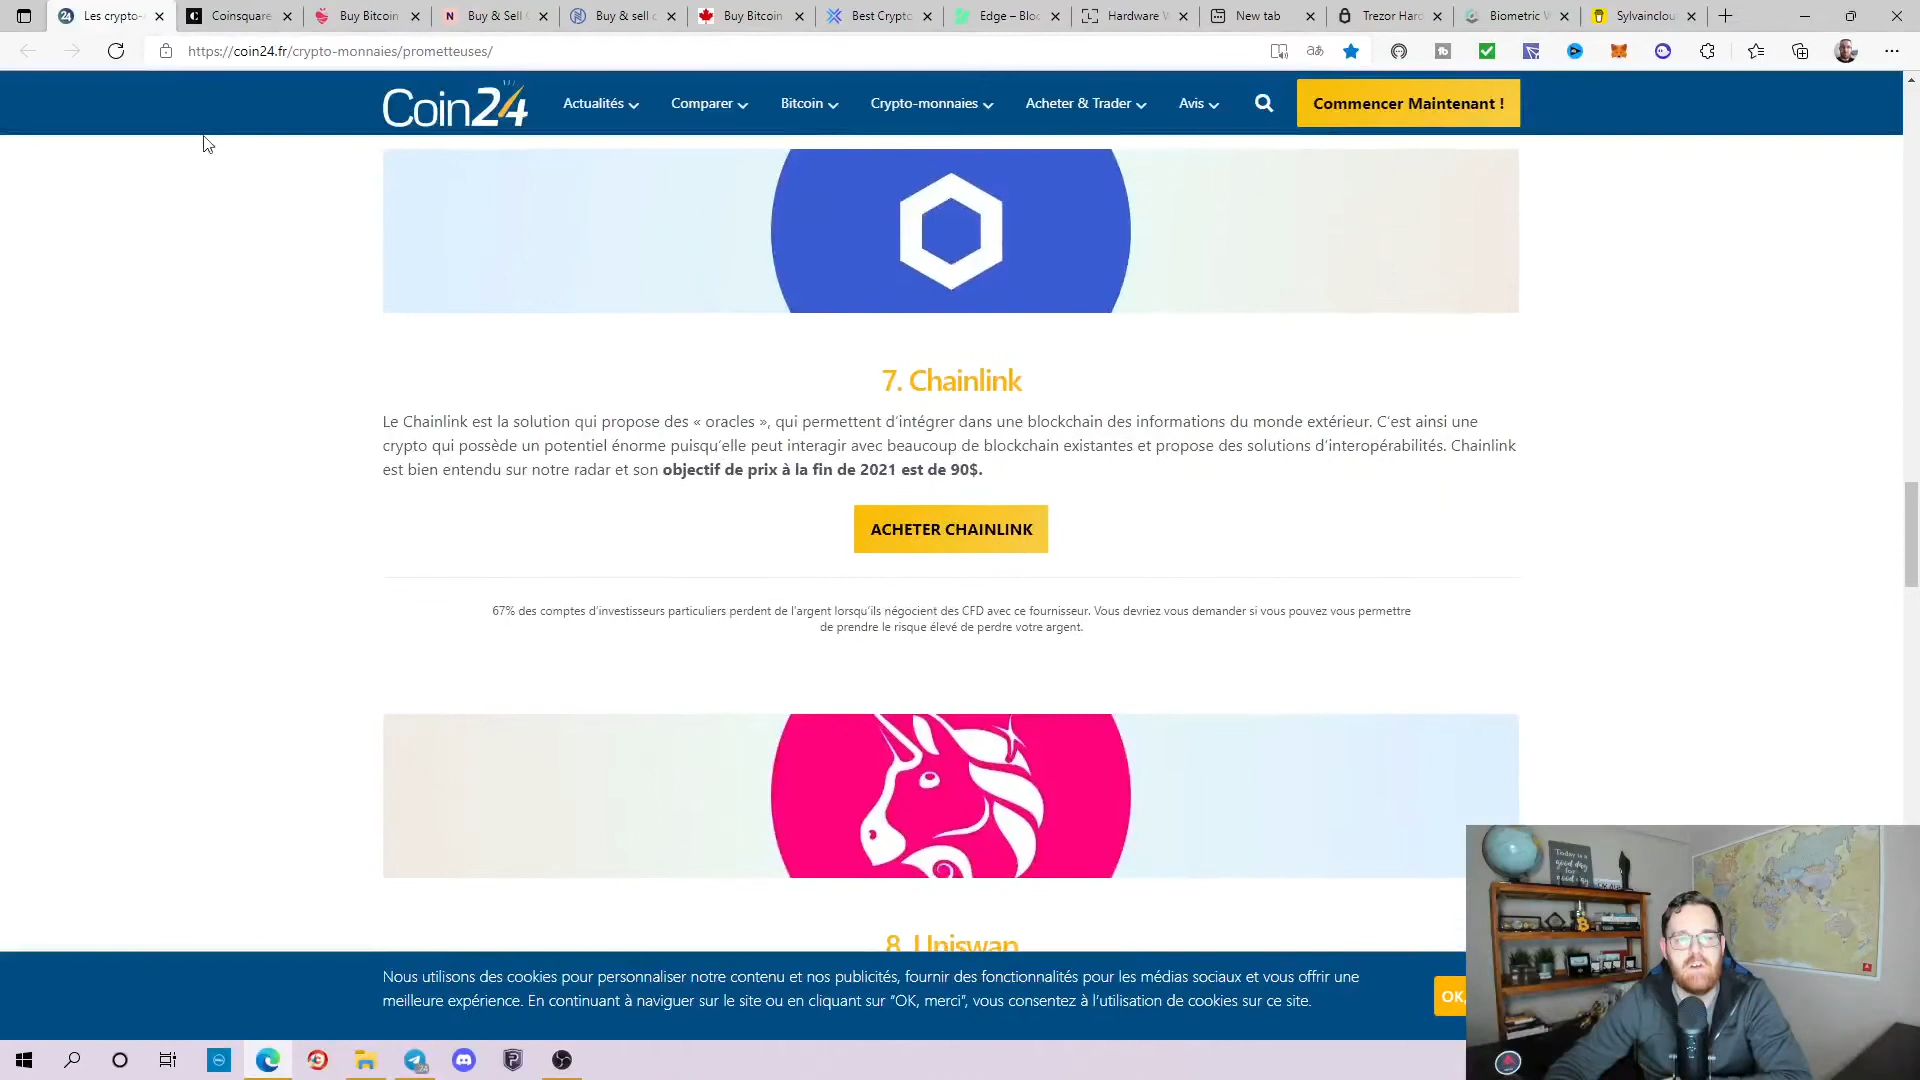 Les crypto-
Coinsquare
Buy Bitcoin
Buy & Sell C
Buy & sell c
Buy Bitcoin
Best Crypto
Edge – Bloc
Hardware W
New tab
Trezor Hard
Biometric W
Sylvainclou
https://coin24.fr/crypto-monnaies/prometteuses/
Coin24
Actualités
Comparer
Bitcoin
Crypto-monnaies
Acheter & Trader
Avis
Commencer Maintenant !
7. Chainlink
Le Chainlink est la solution qui propose des « oracles », qui permettent d’intégrer dans une blockchain des informations du monde extérieur. C’est ainsi une
crypto qui possède un potentiel énorme puisqu’elle peut interagir avec beaucoup de blockchain existantes et propose des solutions d’interopérabilités. Chainlink
est bien entendu sur notre radar et son objectif de prix à la fin de 2021 est de 90$.
ACHETER CHAINLINK
67% des comptes d’investisseurs particuliers perdent de l’argent lorsqu’ils négocient des CFD avec ce fournisseur. Vous devriez vous demander si vous pouvez vous permettre
de prendre le risque élevé de perdre votre argent.
8. Uniswap
Nous utilisons des cookies pour personnaliser notre contenu et nos publicités, fournir des fonctionnalités pour les médias sociaux et vous offrir une
meilleure expérience. En continuant à naviguer sur le site ou en cliquant sur “OK, merci”, vous consentez à l’utilisation de cookies sur ce site.
OK,
Today is a
good day
for a
good day